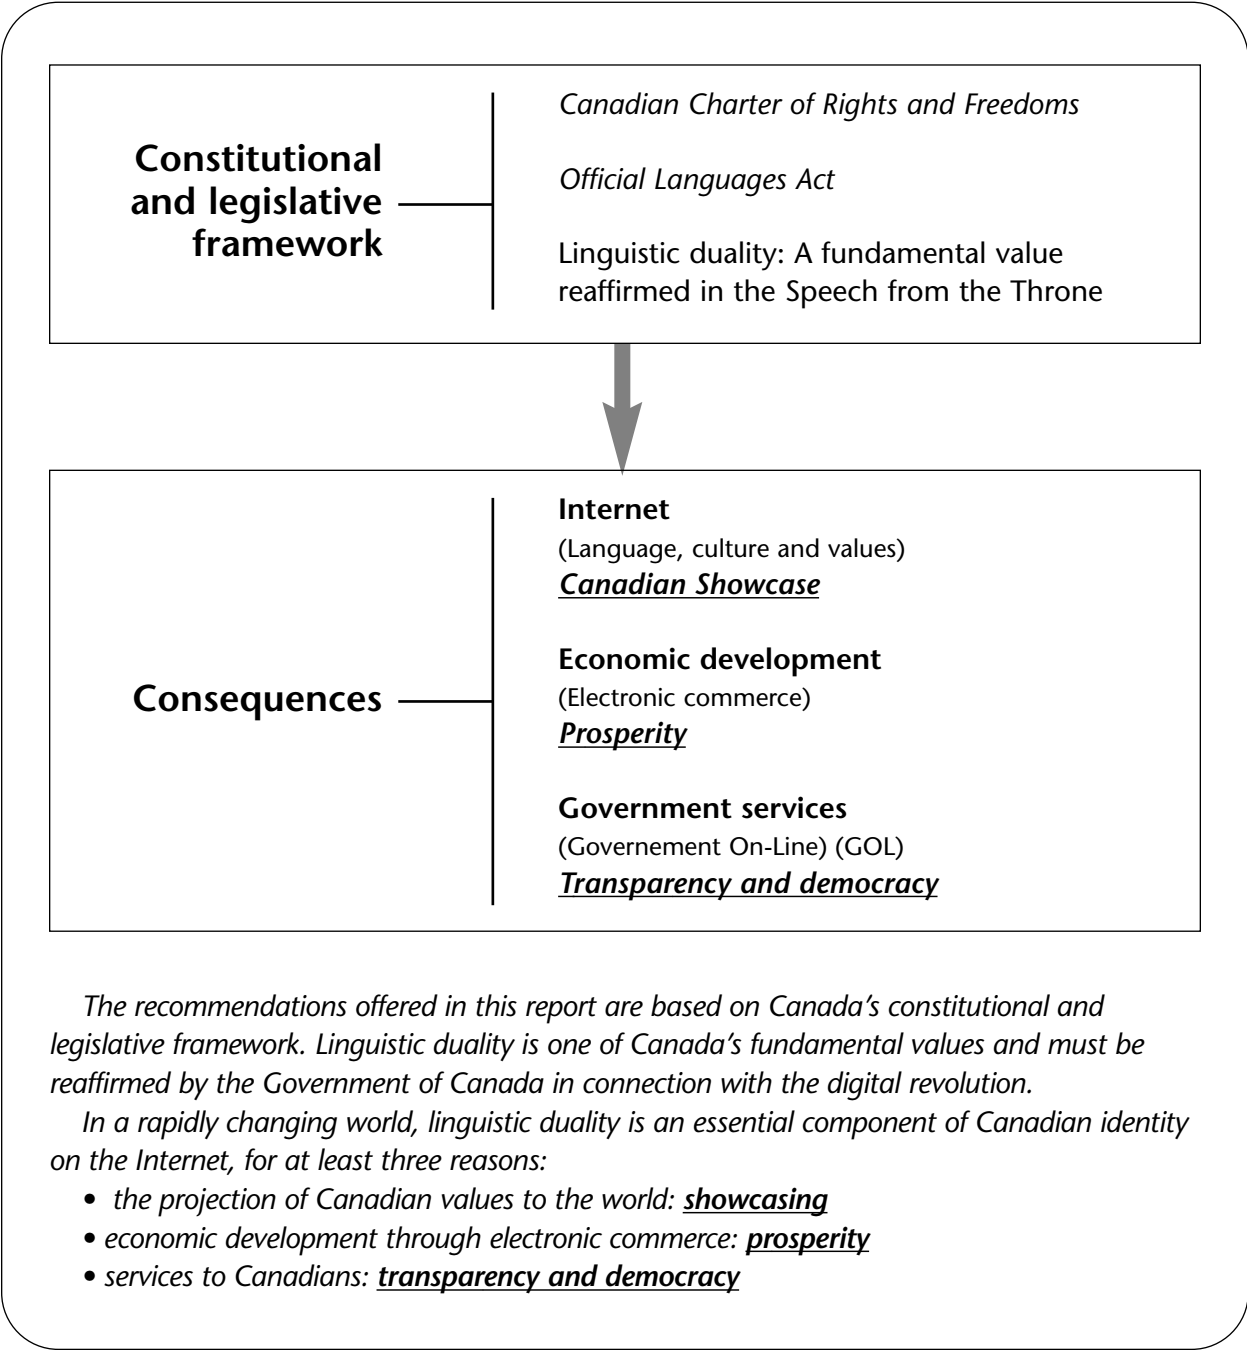 Constitutional
and legislative
framework
Canadian Charter of Rights and Freedoms
Official Languages Act
Linguistic duality: A fundamental value
reaffirmed in the Speech from the Throne
Consequences
Internet
(Language, culture and values)
Canadian Showcase
Economic development
(Electronic commerce)
Prosperity
Government services
(Governement On-Line) (GOL)
Transparency and democracy
The recommendations offered in this report are based on Canada’s constitutional and
legislative framework. Linguistic duality is one of Canada’s fundamental values and must be
reaffirmed by the Government of Canada in connection with the digital revolution.
In a rapidly changing world, linguistic duality is an essential component of Canadian identity
on the Internet, for at least three reasons:
• the projection of Canadian values to the world: showcasing
• economic development through electronic commerce: prosperity
• services to Canadians: transparency and democracy